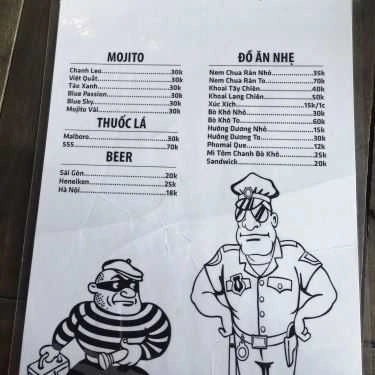 MOJITO
Chanh Leo 30k
Việt Quất 30k
Táo Xanh 30k
Blue Passion 30k
Blue Sky 30k
Mojito Vải 30k
THUỐC LÁ
Malboro 30k
555 70k
BEER
Sài Gòn 20k
Heneiken 25k
Hà Nội 18k
ĐỒ ĂN NHẸ
Nem Chua Rán Nhỏ 35k
Nem Chua Rán To 70k
Khoai Tây Chiên 40k
Khoai Lang Chiên 50k
Xúc Xích 15k/1c
Bò Khô Nhỏ 30k
Bò Khô To 60k
Hướng Dương Nhỏ 15k
Hướng Dương To 30k
Phomai Que 12k
Mì Tôm Chanh Bò Khô 25k
Sandwich 20k